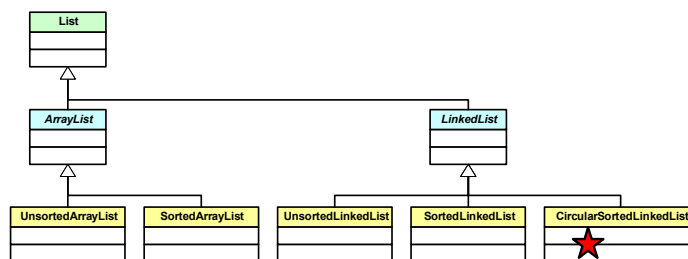 List
ArrayList
LinkedList
UnsortedArrayList
SortedArrayList
UnsortedLinkedList
SortedLinkedList
CircularSortedLinkedList